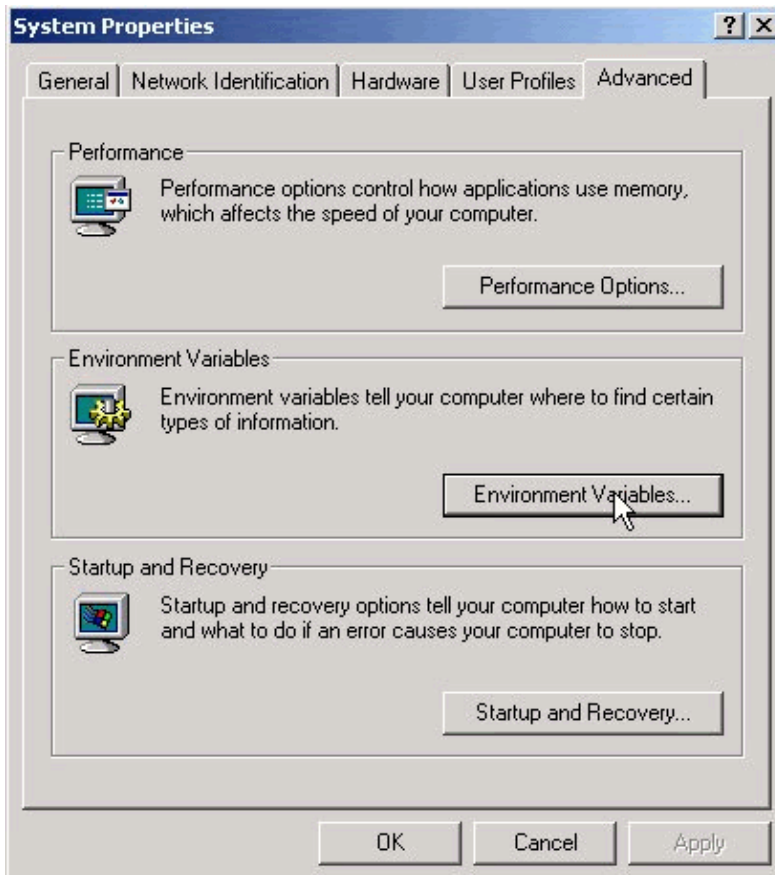 System Properties
General
Network Identification
Hardware
User Profiles
Advanced
Performance
Performance options control how applications use memory,
which affects the speed of your computer.
Performance Options...
Environment Variables
Environment variables tell your computer where to find certain
types of information.
Environment Variables...
Startup and Recovery
Startup and recovery options tell your computer how to start
and what to do if an error causes your computer to stop.
Startup and Recovery...
OK
Cancel
Apply